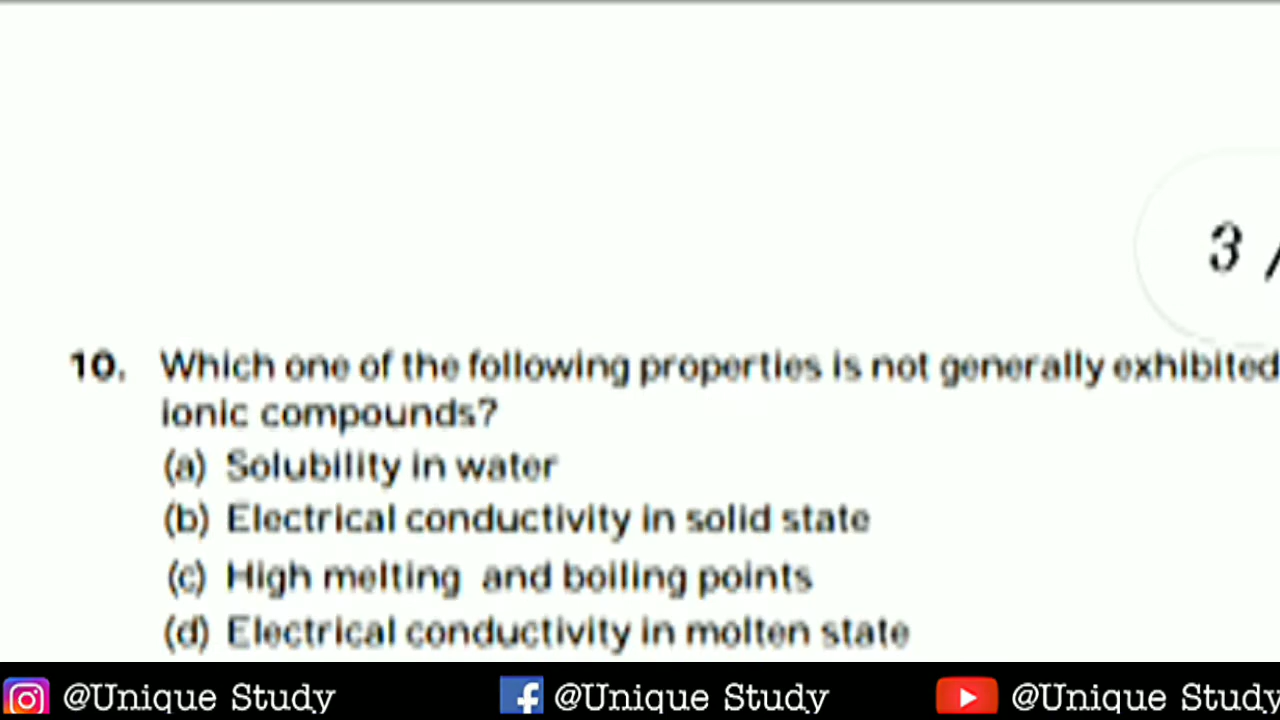 3 /
10. Which one of the following properties is not generally exhibited
ionic compounds?
(a) Solubility in water
(b) Electrical conductivity in solid state
(c) High melting and boiling points
(d) Electrical conductivity in molten state
@Unique Study @Unique Study @Unique Study